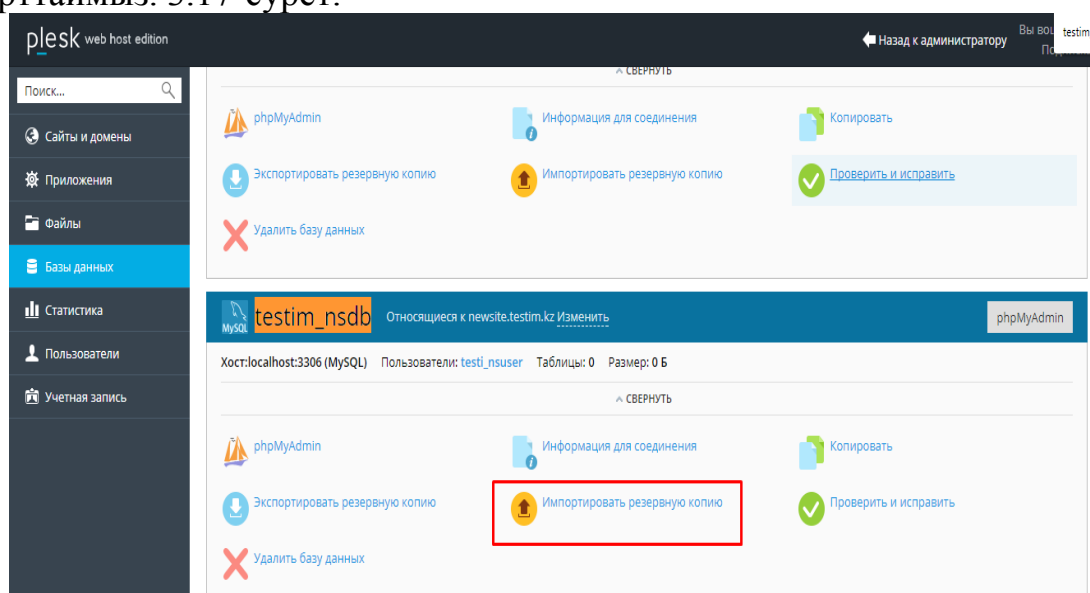 plesk web host edition
Назад к администратору
testim
Поиск...
СВЕРНУТЬ
Сайты и домены
Приложения
Файлы
Базы данных
Статистика
Пользователи
Учетная запись
phpMyAdmin Информация для соединения Копировать
Экспортировать резервную копию Импортировать резервную копию Проверить и исправить
Удалить базу данных
MySQL testim_nsdb Относящиеся к newsite.testim.kz Изменить phpMyAdmin
Хост:localhost:3306 (MySQL) Пользователи: testi_nsuser Таблицы: 0 Размер: 0 Б
СВЕРНУТЬ
phpMyAdmin Информация для соединения Копировать
Экспортировать резервную копию Импортировать резервную копию Проверить и исправить
Удалить базу данных